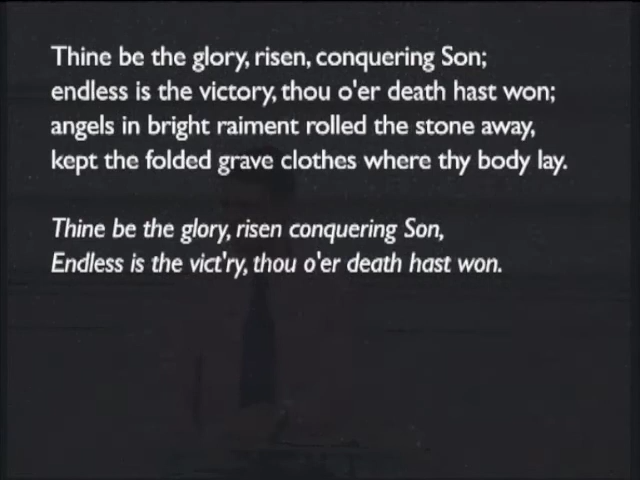 Thine be the glory, risen, conquering Son;
endless is the victory, thou o'er death hast won;
angels in bright raiment rolled the stone away,
kept the folded grave clothes where thy body lay.
Thine be the glory, risen conquering Son,
Endless is the vict'ry, thou o'er death hast won.